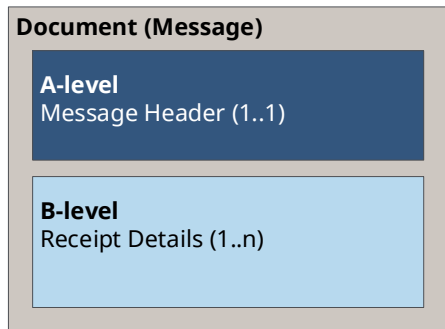 Document (Message)
A-level
Message Header (1..1)
B-level
Receipt Details (1..n)